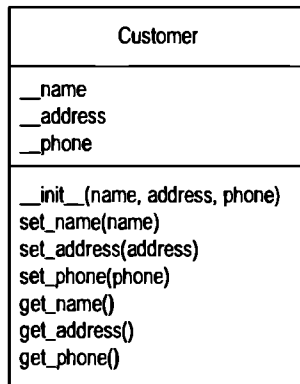 Customer
__name
__address
__phone
__init__(name, address, phone)
set_name(name)
set_address(address)
set_phone(phone)
get_name()
get_address()
get_phone()